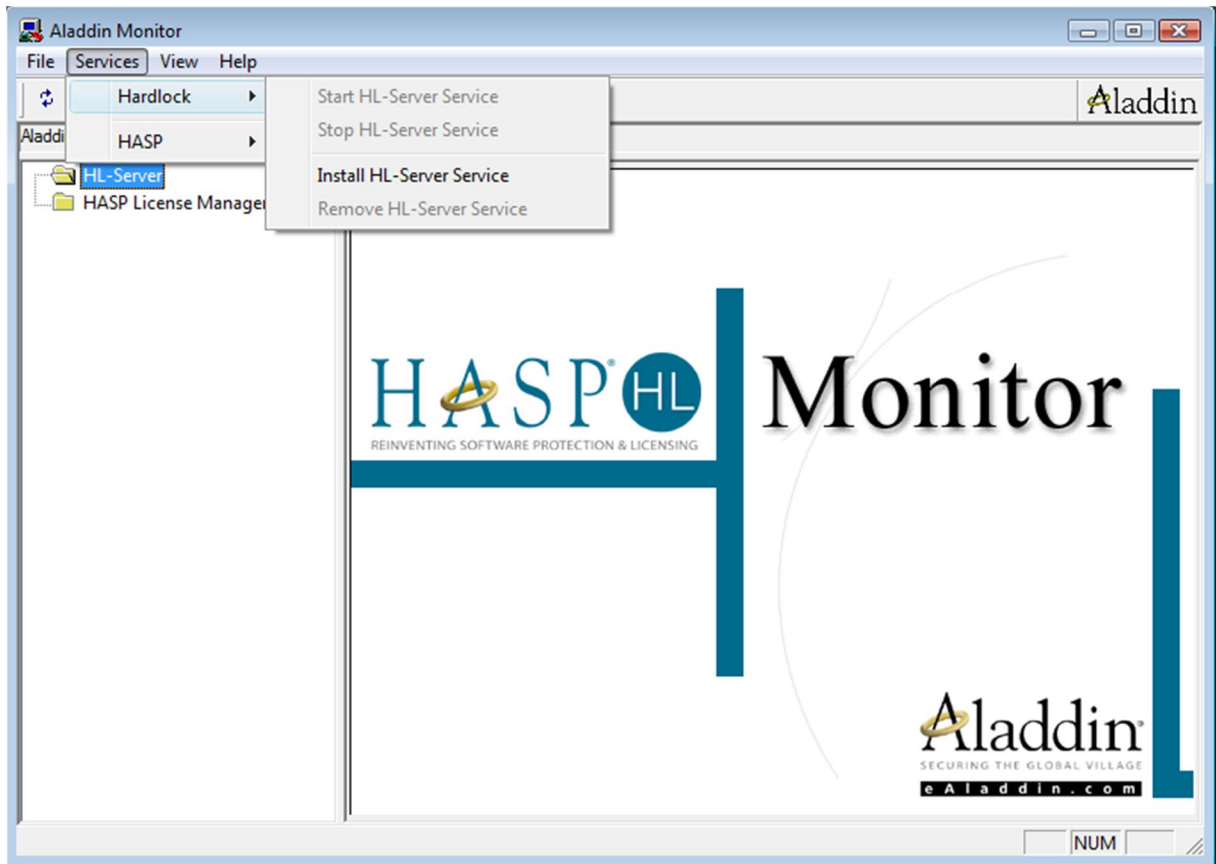 Aladdin Monitor
File Services View Help
Hardlock
Start HL-Server Service
Aladdin
HASP
Stop HL-Server Service
Aladdi
Install HL-Server Service
Remove HL-Server Service
HL-Server
HASP License Manager
HASP® HL
REINVENTING SOFTWARE PROTECTION & LICENSING
Monitor
Aladdin®
SECURING THE GLOBAL VILLAGE
eAladdin.com
NUM